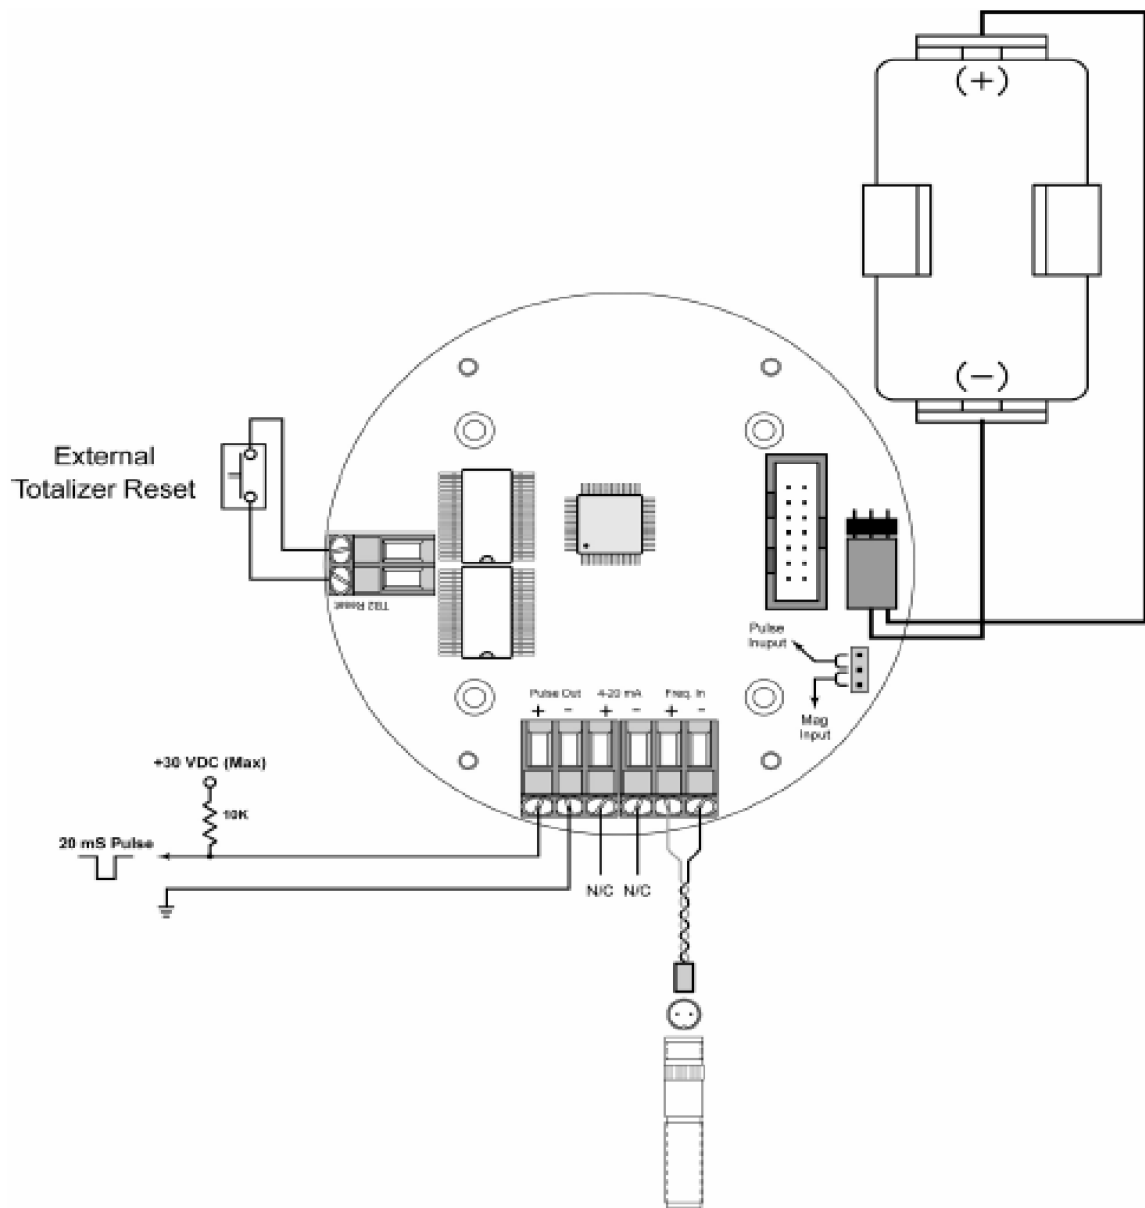 (+)
(−)
External
Totalizer Reset
TB2 Reset
Pulse
Inuput
Mag
Input
Pulse Out 4-20 mA Freq. In
+ − + − + −
+30 VDC (Max)
10K
20 mS Pulse
N/C N/C